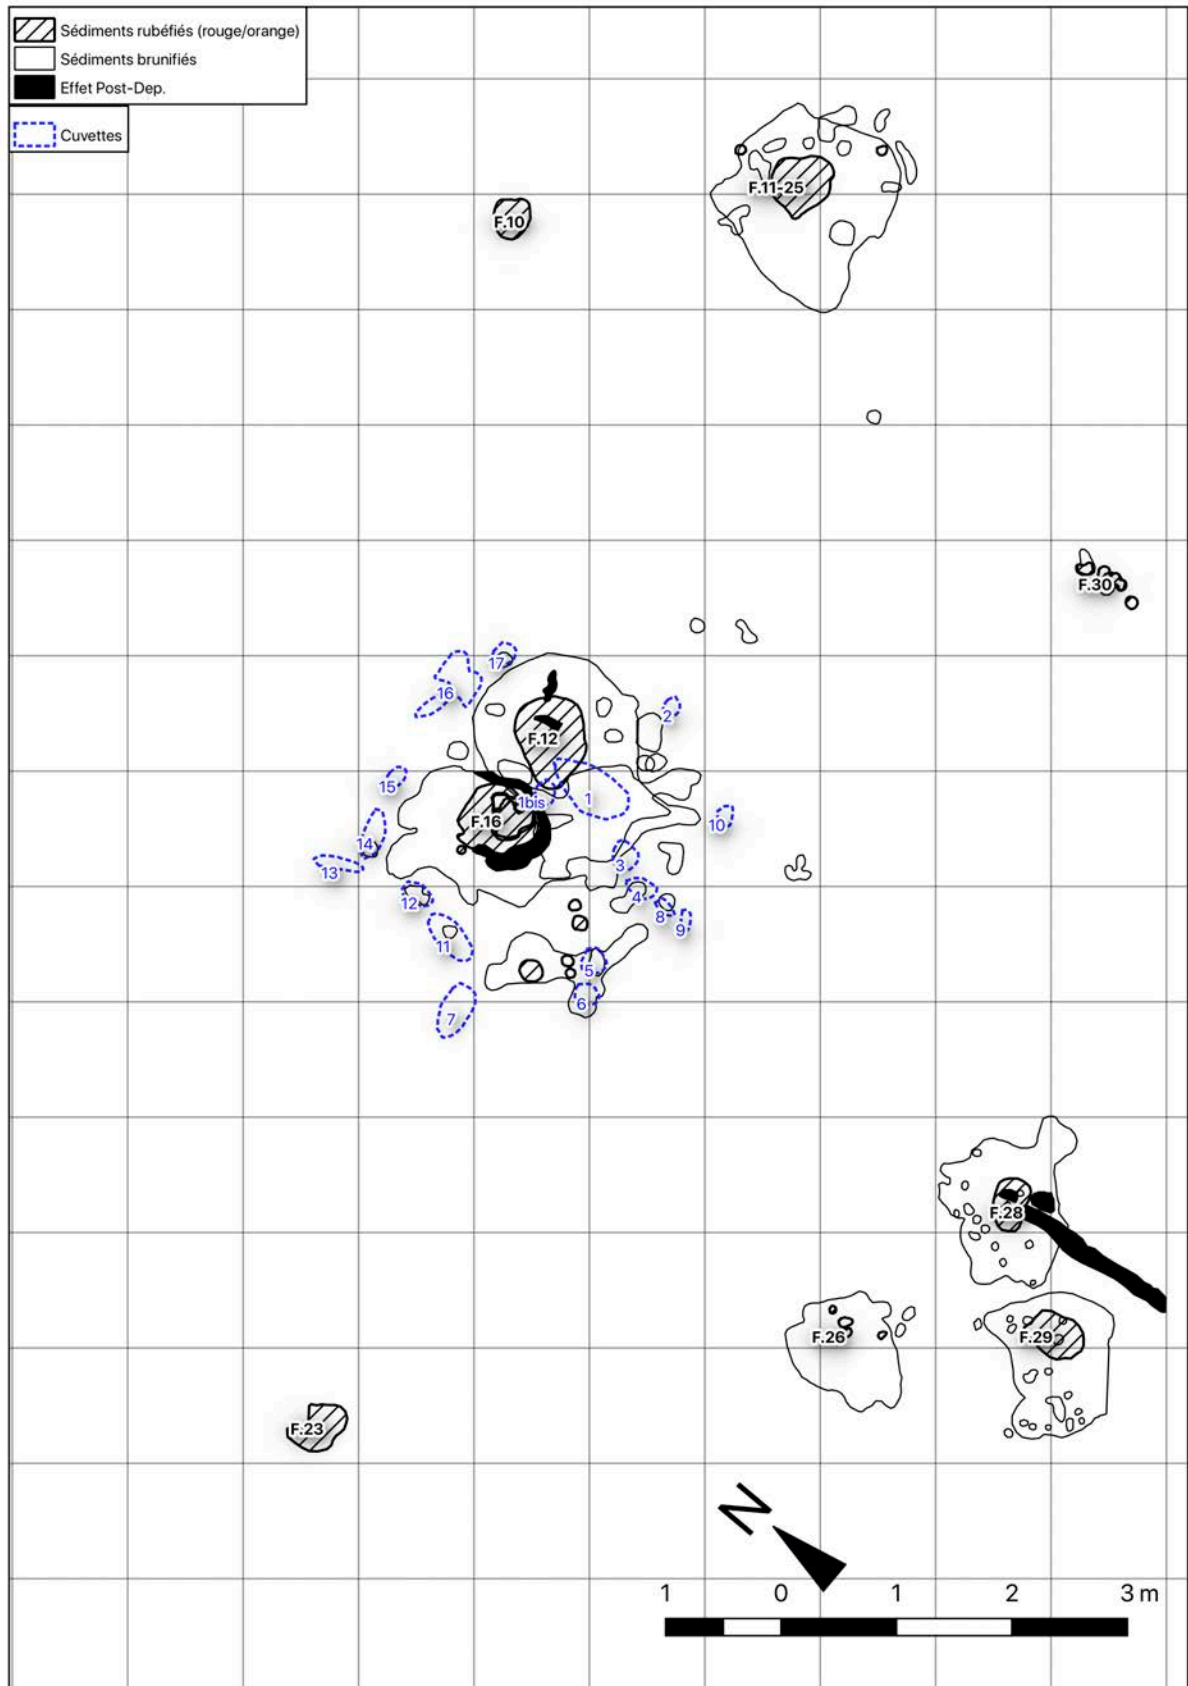 Sédiments rubéfiés (rouge/orange)
Sédiments brunifiés
Effet Post-Dep.
Cuvettes
F.11-25
F.10
F.30
17
16
2
F.12
15
1
1bis
10
F.16
14
3
13
4
12
8
9
11
5
6
7
F.28
F.26
F.29
F.23
N
1 0 1 2 3 m